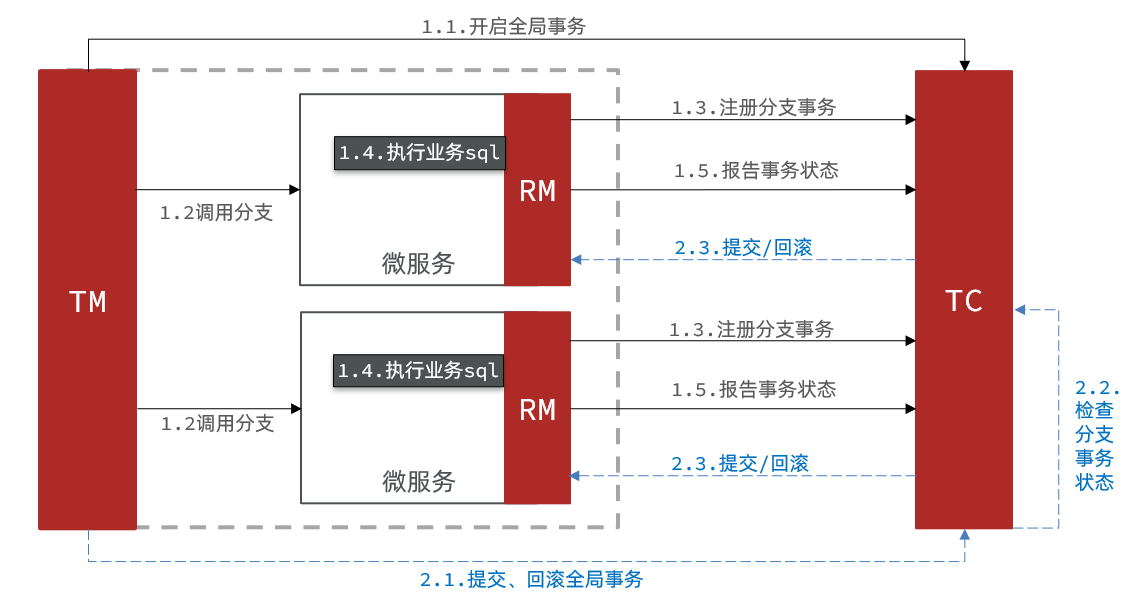 1.1.开启全局事务
1.3.注册分支事务
1.4.执行业务sql
1.5.报告事务状态
RM
1.2调用分支
2.3.提交/回滚
微服务
TM
TC
1.3.注册分支事务
1.4.执行业务sql
1.5.报告事务状态
RM
1.2调用分支
2.2.
检查
分支
事务
状态
2.3.提交/回滚
微服务
2.1.提交、回滚全局事务